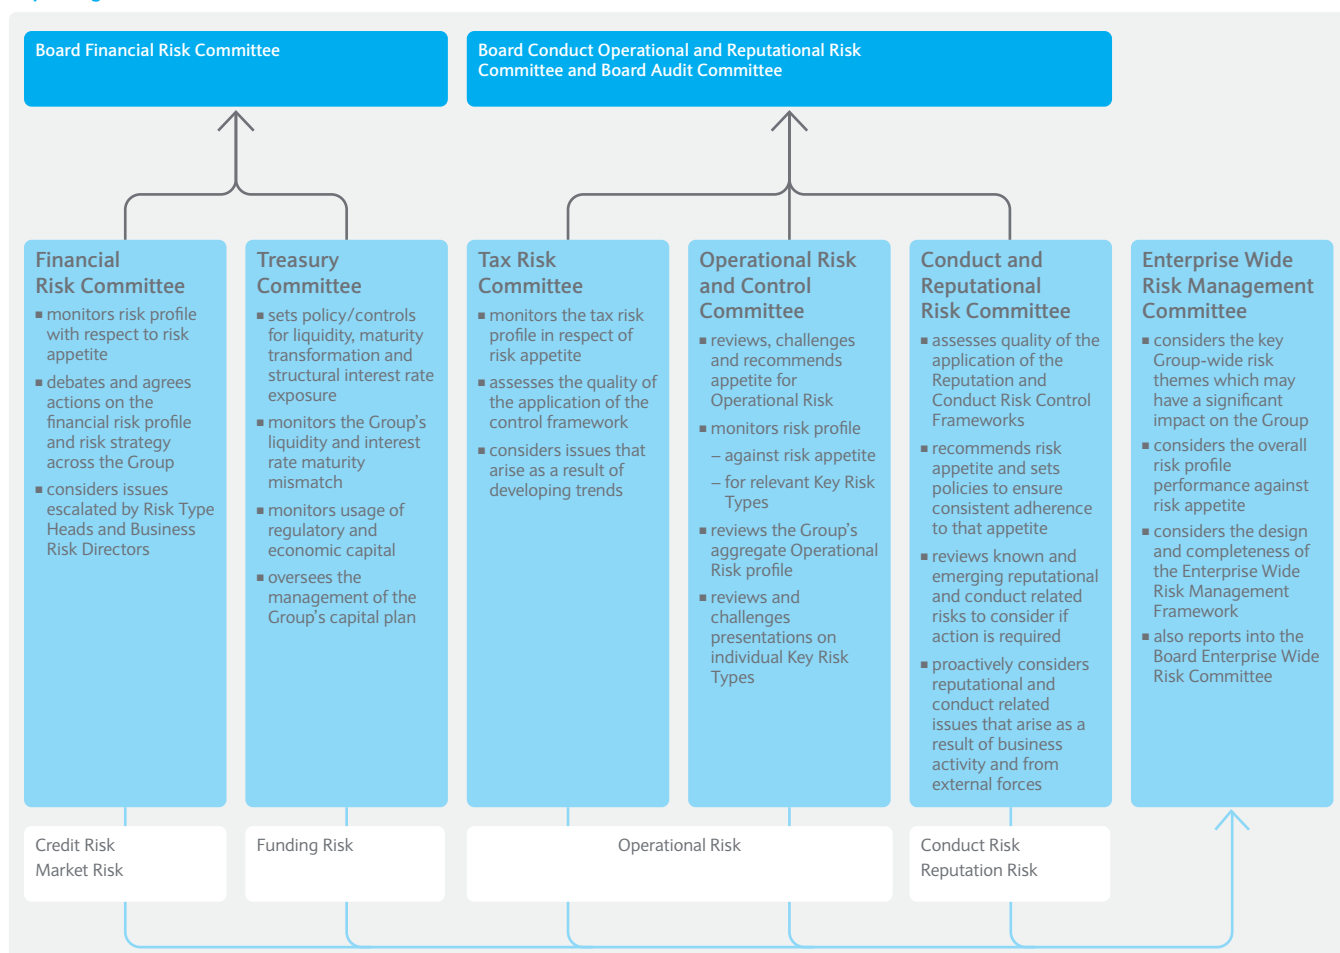 Board Financial Risk Committee
Board Conduct Operational and Reputational Risk
Committee and Board Audit Committee
Financial
Risk Committee
■ monitors risk profile
with respect to risk
appetite
■ debates and agrees
actions on the
financial risk profile
and risk strategy
across the Group
■ considers issues
escalated by Risk Type
Heads and Business
Risk Directors
Treasury
Committee
■ sets policy/controls
for liquidity, maturity
transformation and
structural interest rate
exposure
■ monitors the Group’s
liquidity and interest
rate maturity
mismatch
■ monitors usage of
regulatory and
economic capital
■ oversees the
management of the
Group’s capital plan
Tax Risk
Committee
■ monitors the tax risk
profile in respect of
risk appetite
■ assesses the quality of
the application of the
control framework
■ considers issues that
arise as a result of
developing trends
Operational Risk
and Control
Committee
■ reviews, challenges
and recommends
appetite for
Operational Risk
■ monitors risk profile
– against risk appetite
– for relevant Key Risk
Types
■ reviews the Group’s
aggregate Operational
Risk profile
■ reviews and
challenges
presentations on
individual Key Risk
Types
Conduct and
Reputational
Risk Committee
■ assesses quality of the
application of the
Reputation and
Conduct Risk Control
Frameworks
■ recommends risk
appetite and sets
policies to ensure
consistent adherence
to that appetite
■ reviews known and
emerging reputational
and conduct related
risks to consider if
action is required
■ proactively considers
reputational and
conduct related
issues that arise as a
result of business
activity and from
external forces
Enterprise Wide
Risk Management
Committee
■ considers the key
Group-wide risk
themes which may
have a significant
impact on the Group
■ considers the overall
risk profile
performance against
risk appetite
■ considers the design
and completeness of
the Enterprise Wide
Risk Management
Framework
■ also reports into the
Board Enterprise Wide
Risk Committee
Credit Risk
Market Risk
Funding Risk
Operational Risk
Conduct Risk
Reputation Risk